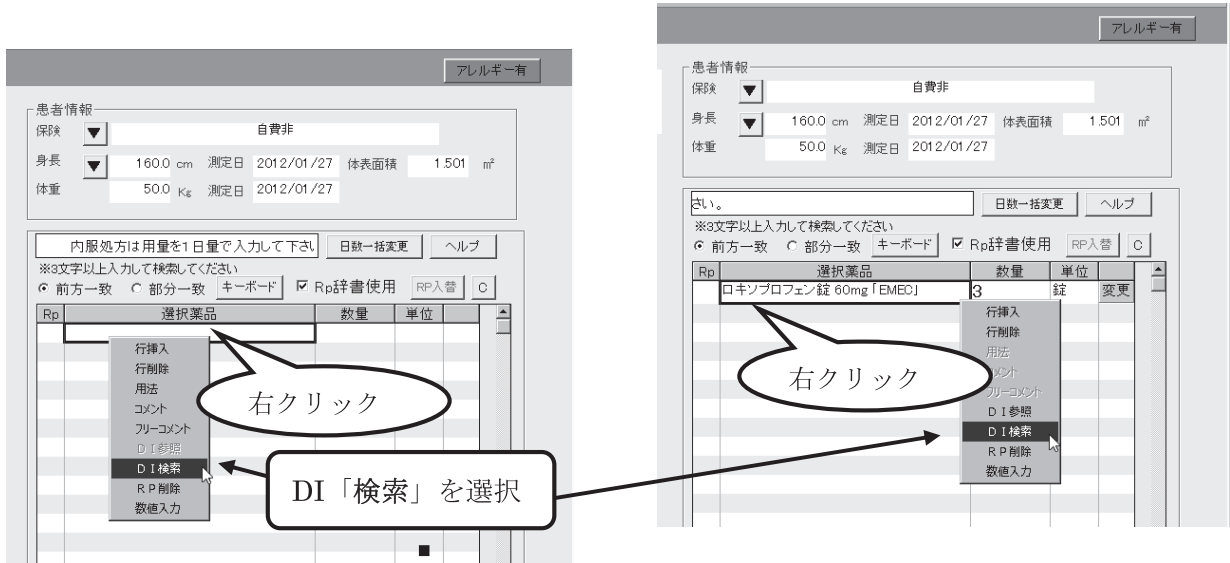 アレルギー有
患者情報
保険 ▼ 自費非
身長 ▼ 160.0 cm 測定日 2012/01/27 体表面積 1.501 m²
体重 50.0 Kg 測定日 2012/01/27
内服処方は用量を1日量で入力して下さい
日数一括変更 ヘルプ
※3文字以上入力して検索してください
前方一致 部分一致 キーボード Rp辞書使用 RP入替 C
Rp 選択薬品 数量 単位
行挿入
行削除
用法
コメント
フリーコメント
ＤＩ参照
ＤＩ検索
ＲＰ削除
数値入力
右クリック
DI「検索」を選択
アレルギー有
患者情報
保険 ▼ 自費非
身長 ▼ 160.0 cm 測定日 2012/01/27 体表面積 1.501 m²
体重 50.0 Kg 測定日 2012/01/27
さい。 日数一括変更 ヘルプ
※3文字以上入力して検索してください
前方一致 部分一致 キーボード Rp辞書使用 RP入替 C
Rp 選択薬品 数量 単位
ロキソプロフェン錠 60mg「EMEC」 3 錠 変更
行挿入
行削除
用法
コメント
フリーコメント
ＤＩ参照
ＤＩ検索
ＲＰ削除
数値入力
右クリック